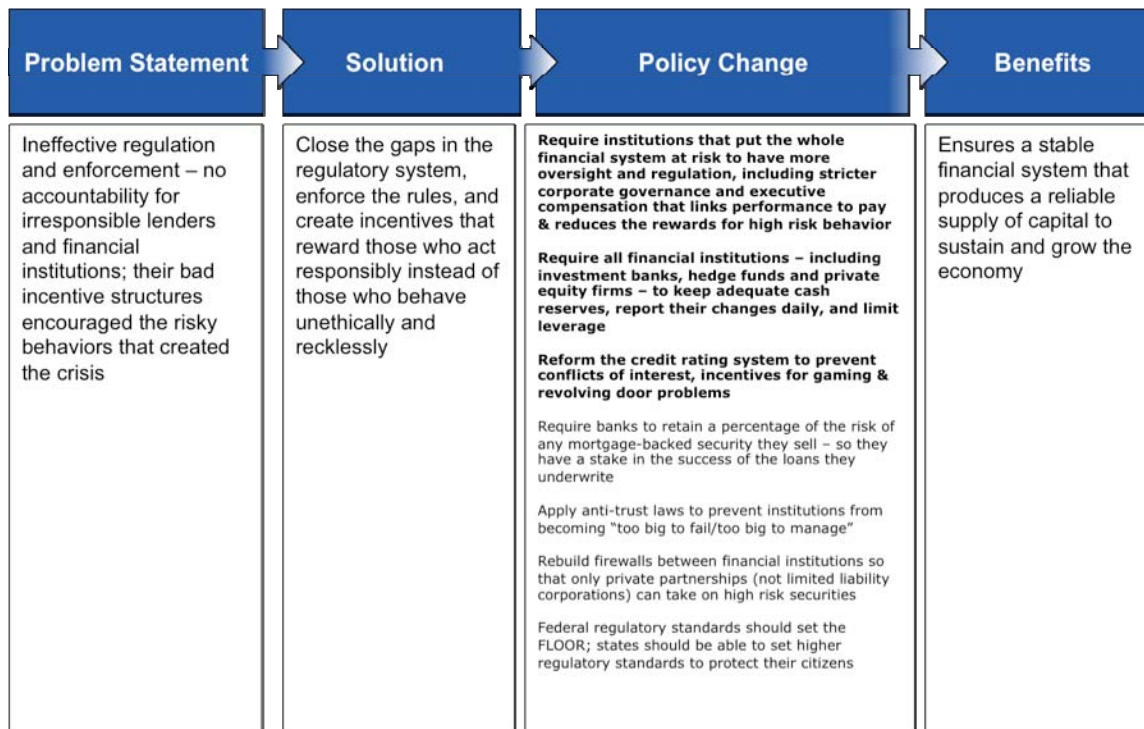 Problem Statement
Solution
Policy Change
Benefits
Ineffective regulation
and enforcement – no
accountability for
irresponsible lenders
and financial
institutions; their bad
incentive structures
encouraged the risky
behaviors that created
the crisis
Close the gaps in the
regulatory system,
enforce the rules, and
create incentives that
reward those who act
responsibly instead of
those who behave
unethically and
recklessly
Require institutions that put the whole
financial system at risk to have more
oversight and regulation, including stricter
corporate governance and executive
compensation that links performance to pay
& reduces the rewards for high risk behavior
Require all financial institutions – including
investment banks, hedge funds and private
equity firms – to keep adequate cash
reserves, report their changes daily, and limit
leverage
Reform the credit rating system to prevent
conflicts of interest, incentives for gaming &
revolving door problems
Require banks to retain a percentage of the risk of
any mortgage-backed security they sell – so they
have a stake in the success of the loans they
underwrite
Apply anti-trust laws to prevent institutions from
becoming “too big to fail/too big to manage”
Rebuild firewalls between financial institutions so
that only private partnerships (not limited liability
corporations) can take on high risk securities
Federal regulatory standards should set the
FLOOR; states should be able to set higher
regulatory standards to protect their citizens
Ensures a stable
financial system that
produces a reliable
supply of capital to
sustain and grow the
economy